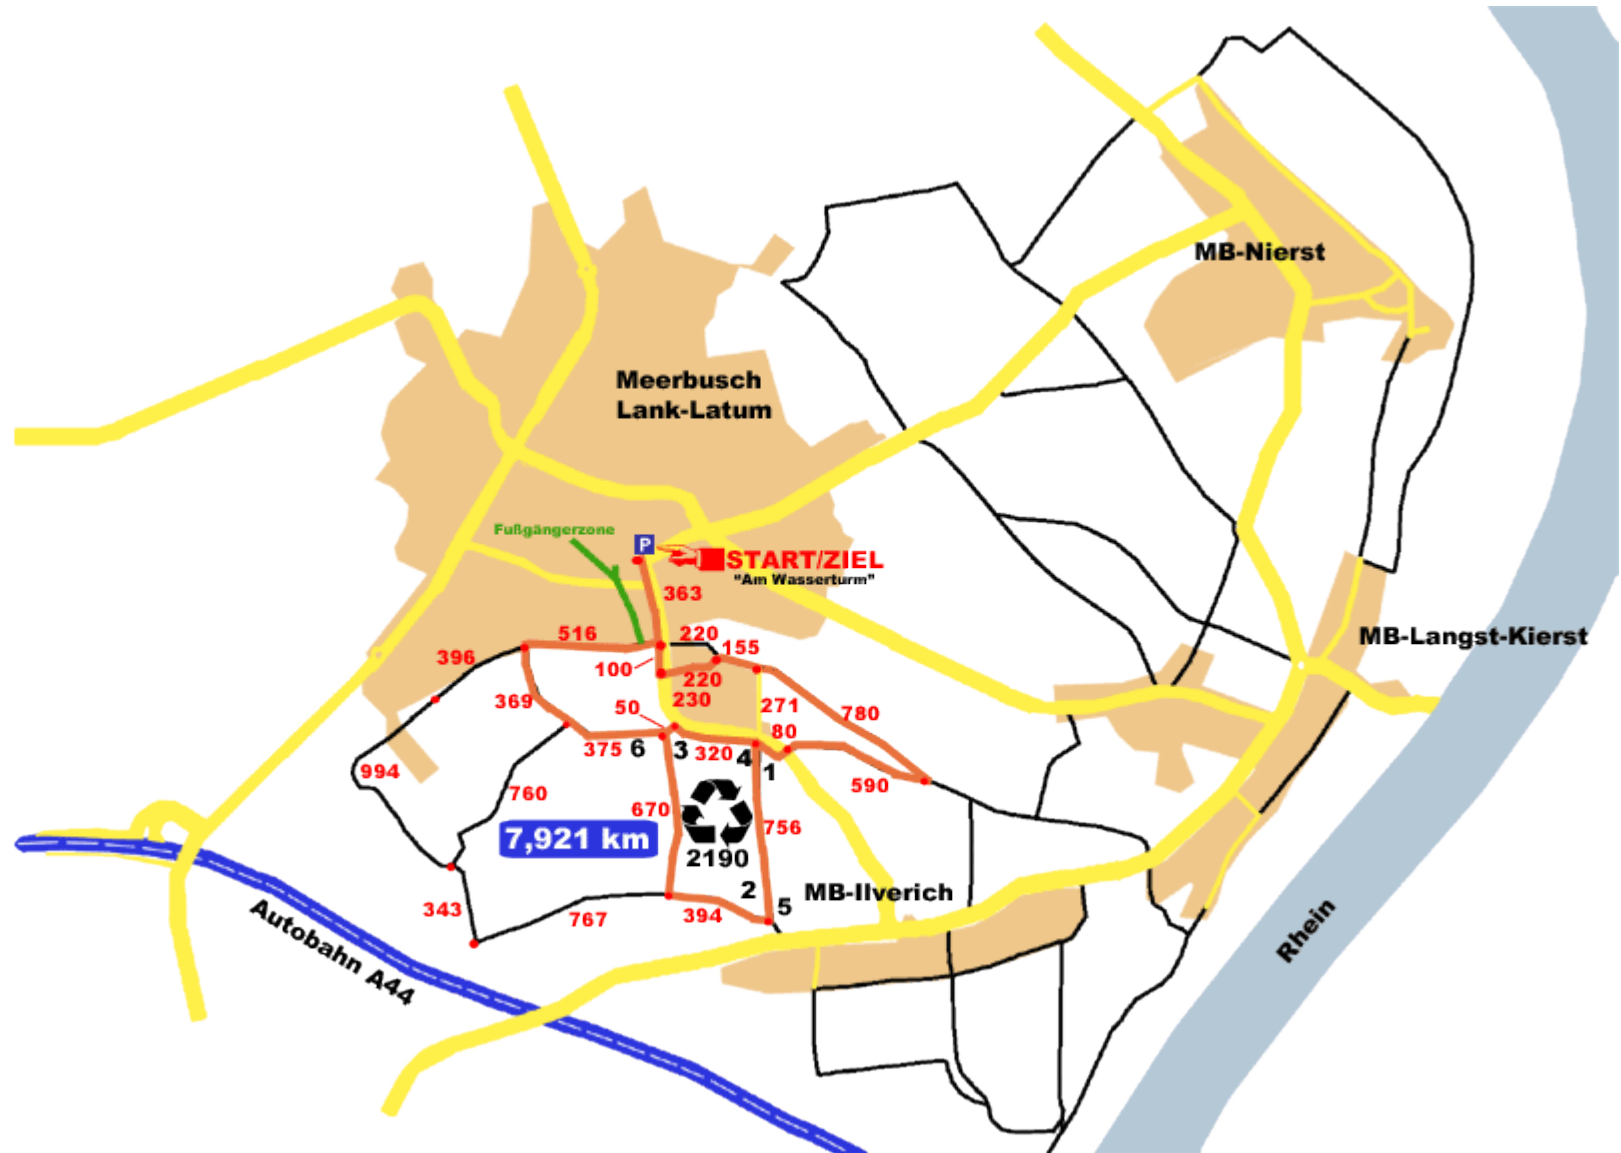 MB-Nierst
Meerbusch
Lank-Latum
Fußgängerzone
P
START/ZIEL
"Am Wasserturm"
363
516
220
155
MB-Langst-Kierst
396
100
220
369
230
271
50
780
80
375
6
3
320
4
1
994
590
760
670
756
7,921 km
2190
2
MB-Ilverich
343
767
394
5
Autobahn A44
Rhein